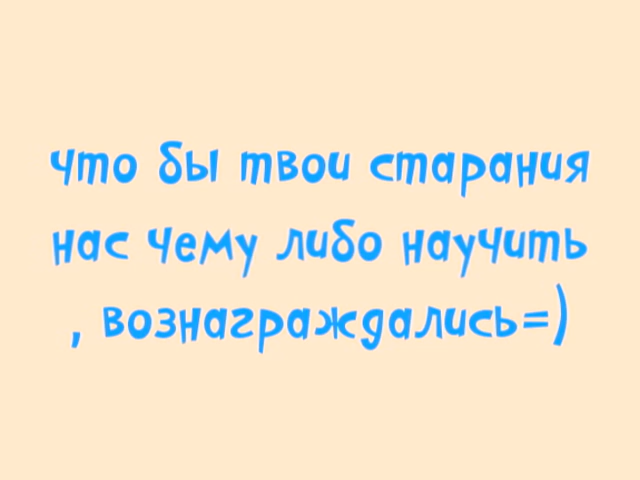 что бы твои старания
нас чему либо научить
, вознаграждались=)